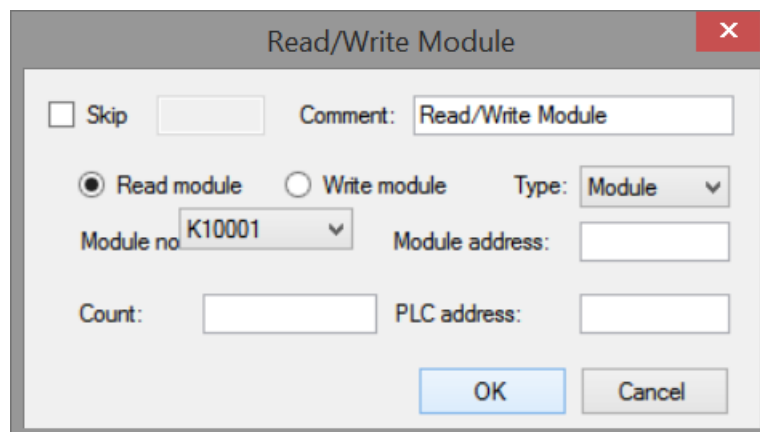 Read/Write Module
Skip Comment: Read/Write Module
Read module Write module Type: Module
Module no K10001 Module address:
Count: PLC address:
OK Cancel